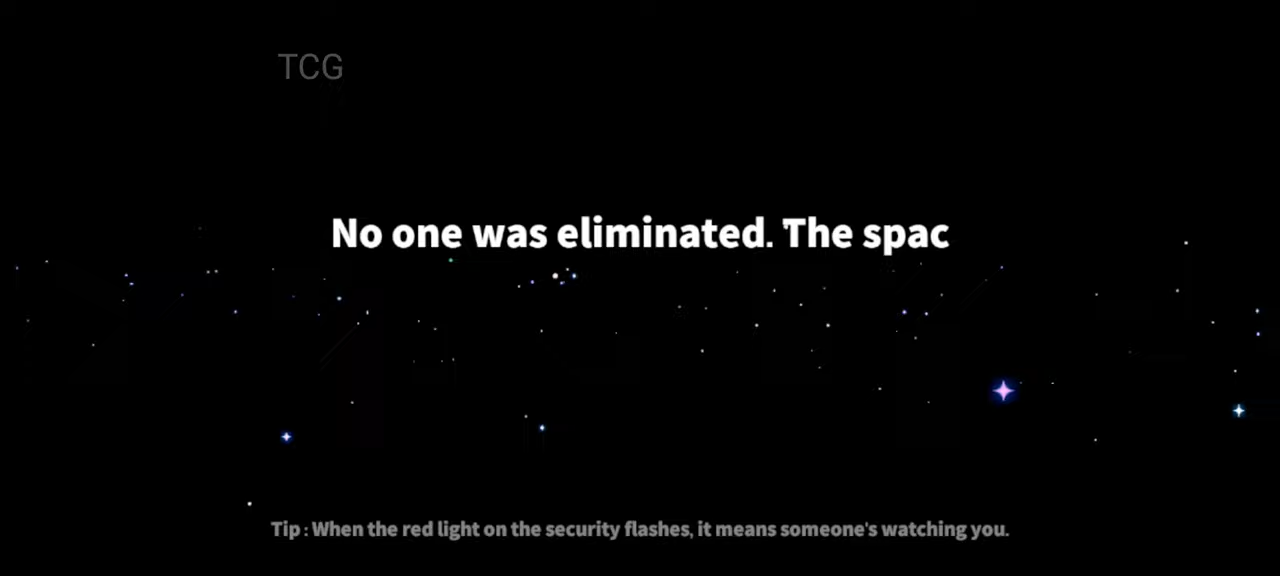 TCG
No one was eliminated. The spac
Tip : When the red light on the security flashes, it means someone's watching you.